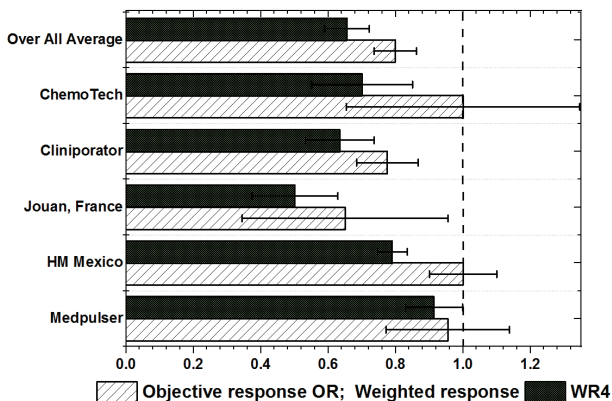 Over All Average
ChemoTech
Cliniporator
Jouan, France
HM Mexico
Medpulser
0.0 0.2 0.4 0.6 0.8 1.0 1.2
Objective response OR; Weighted response WR4